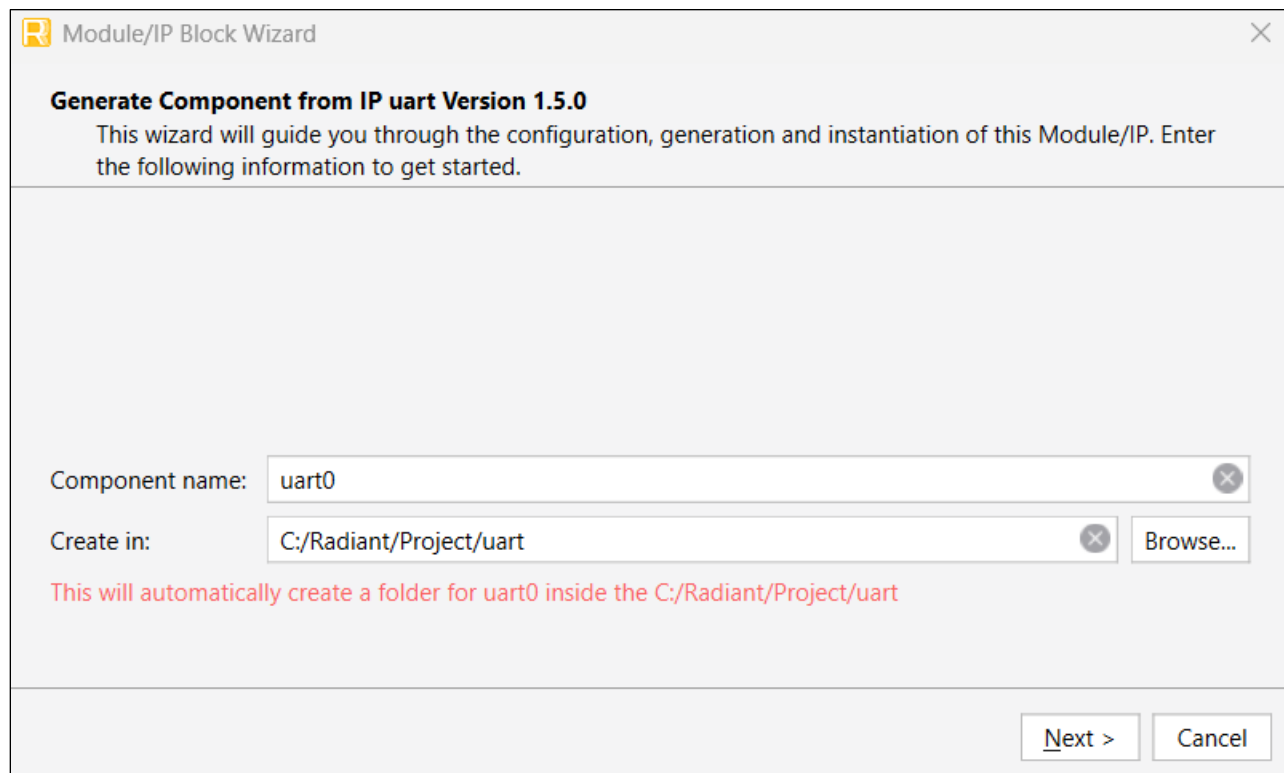 Module/IP Block Wizard
Generate Component from IP uart Version 1.5.0
This wizard will guide you through the configuration, generation and instantiation of this Module/IP. Enter
the following information to get started.
Component name: uart0
Create in: C:/Radiant/Project/uart Browse...
This will automatically create a folder for uart0 inside the C:/Radiant/Project/uart
Next > Cancel